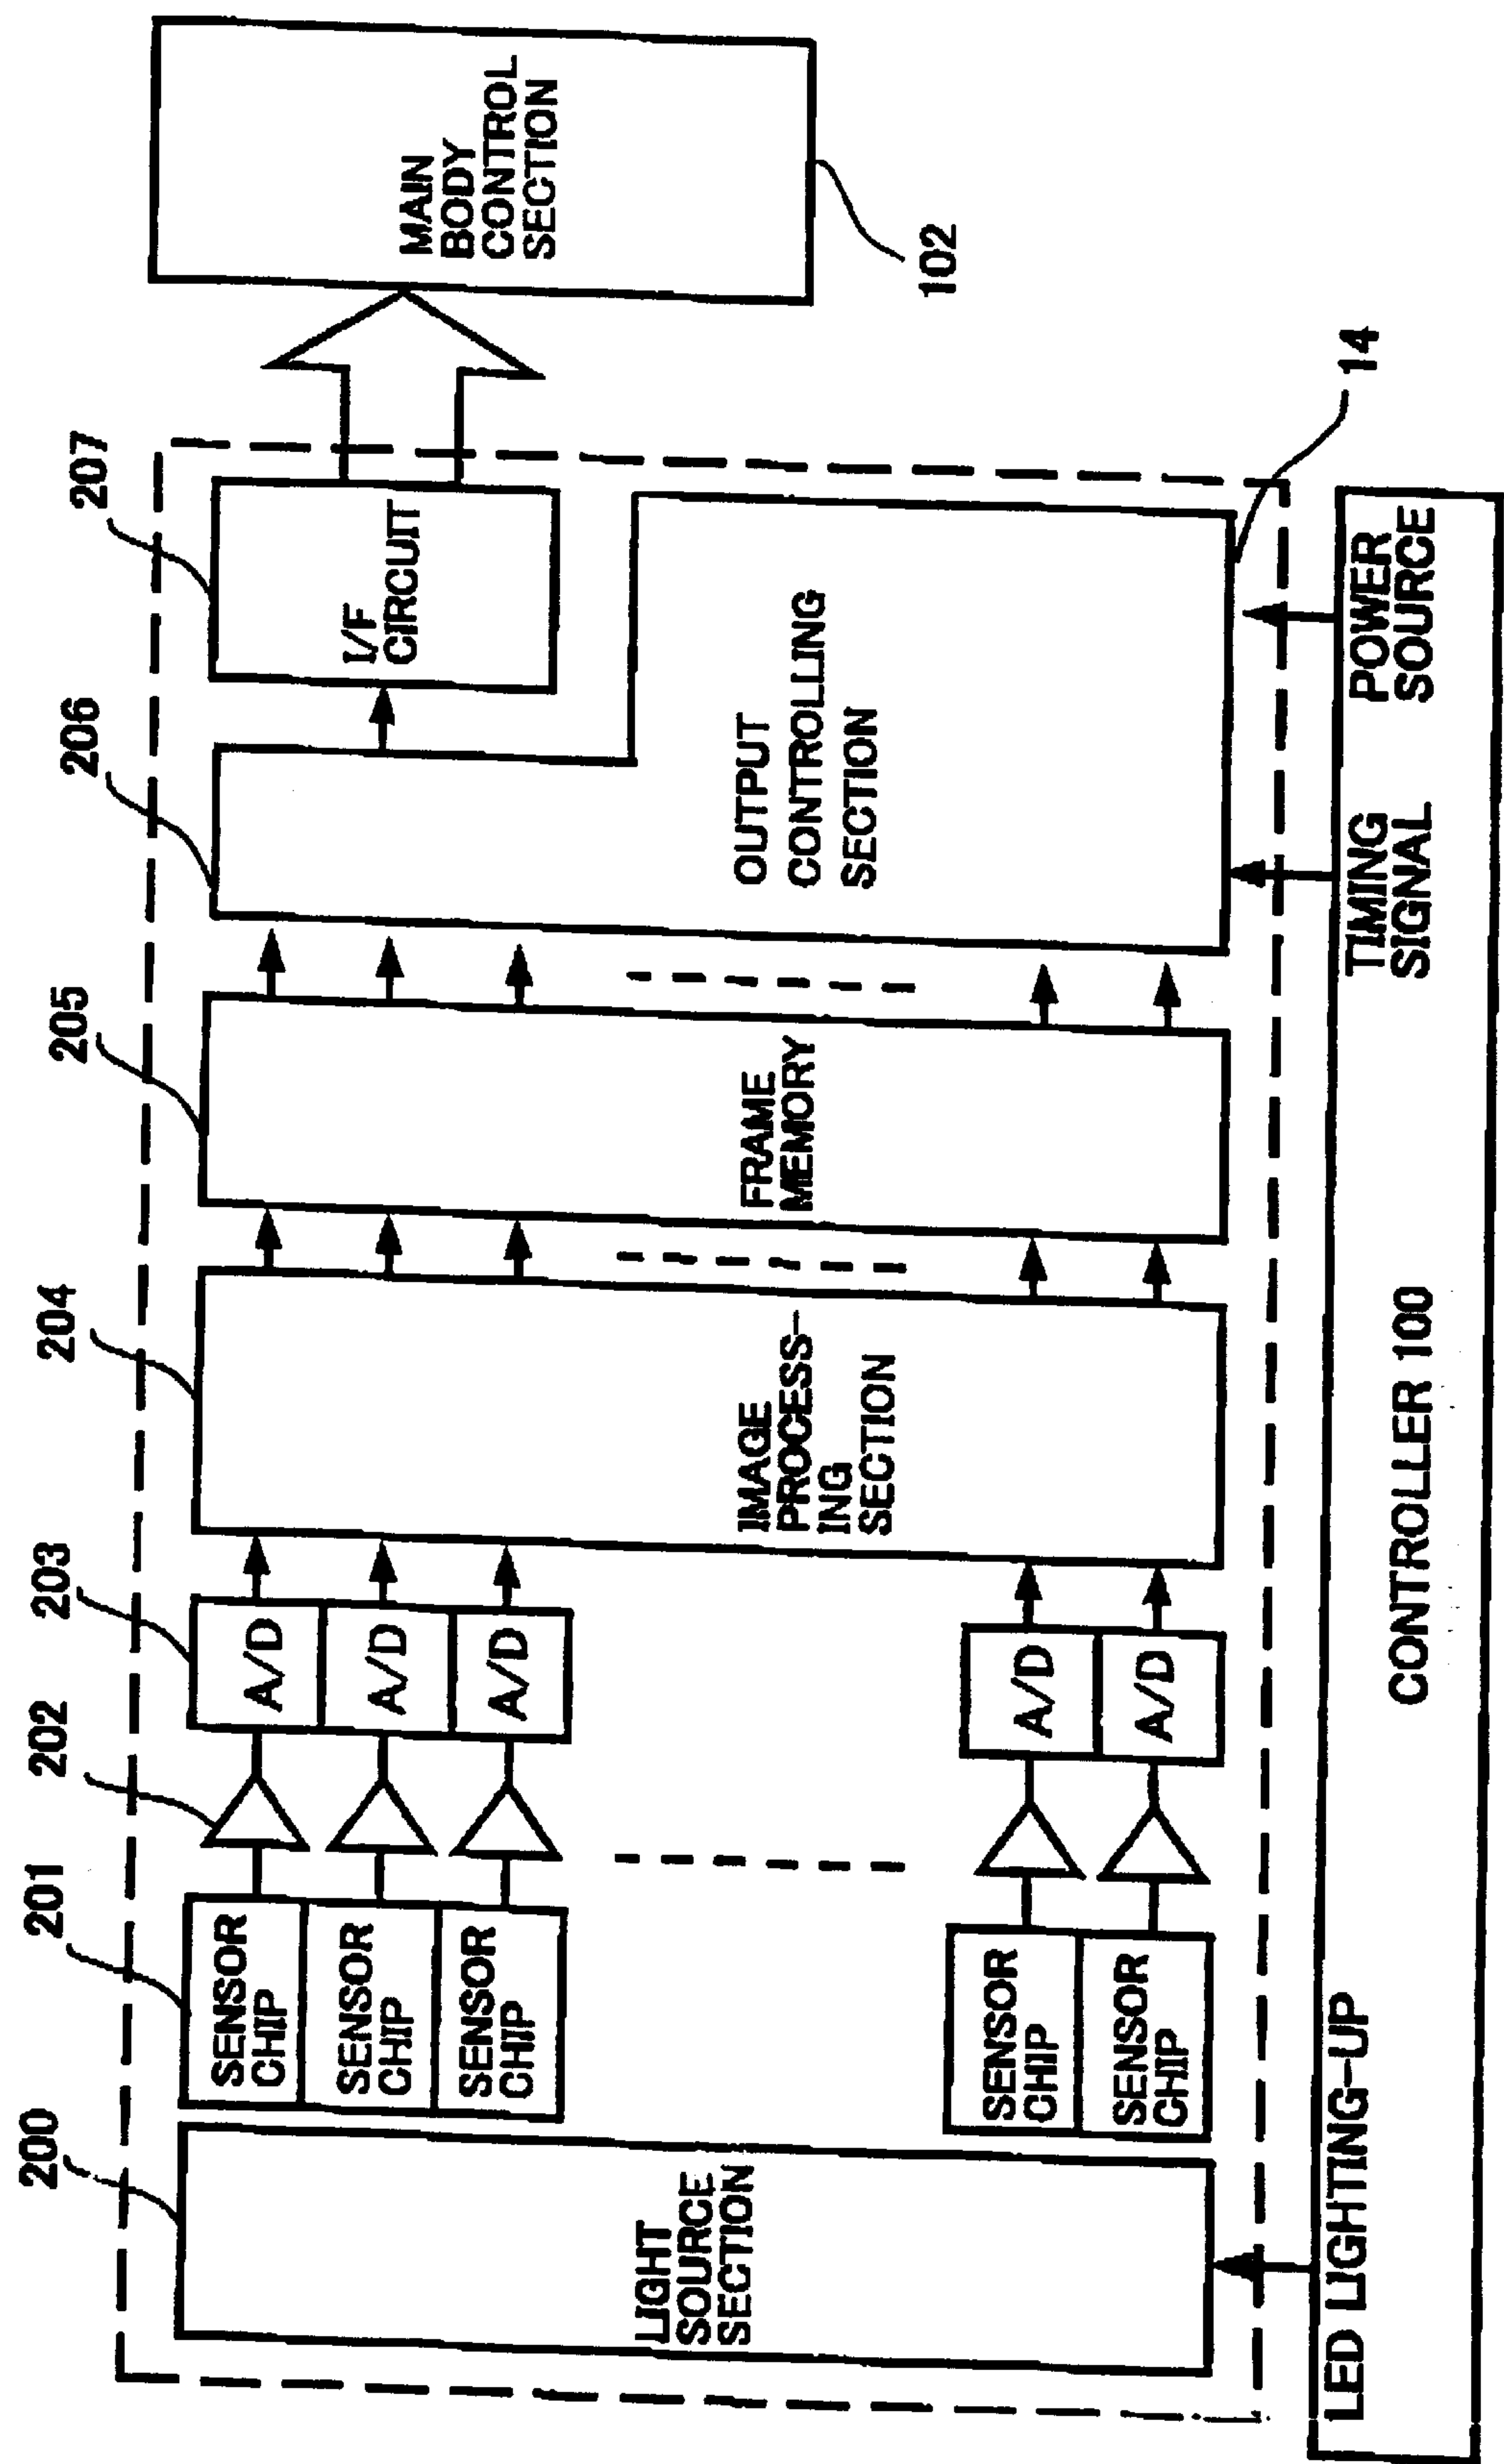 200
201
202
203
204
205
206
207
LIGHT
SOURCE
SECTION
SENSOR
CHIP
SENSOR
CHIP
SENSOR
CHIP
SENSOR
CHIP
SENSOR
CHIP
A/D
A/D
A/D
A/D
A/D
IMAGE
PROCESS-
ING
SECTION
FRAME
MEMORY
OUTPUT
CONTROLLING
SECTION
I/F
CIRCUIT
MAIN
BODY
CONTROL
SECTION
102
14
LED LIGHTING-UP
TIMING
SIGNAL
POWER
SOURCE
CONTROLLER 100